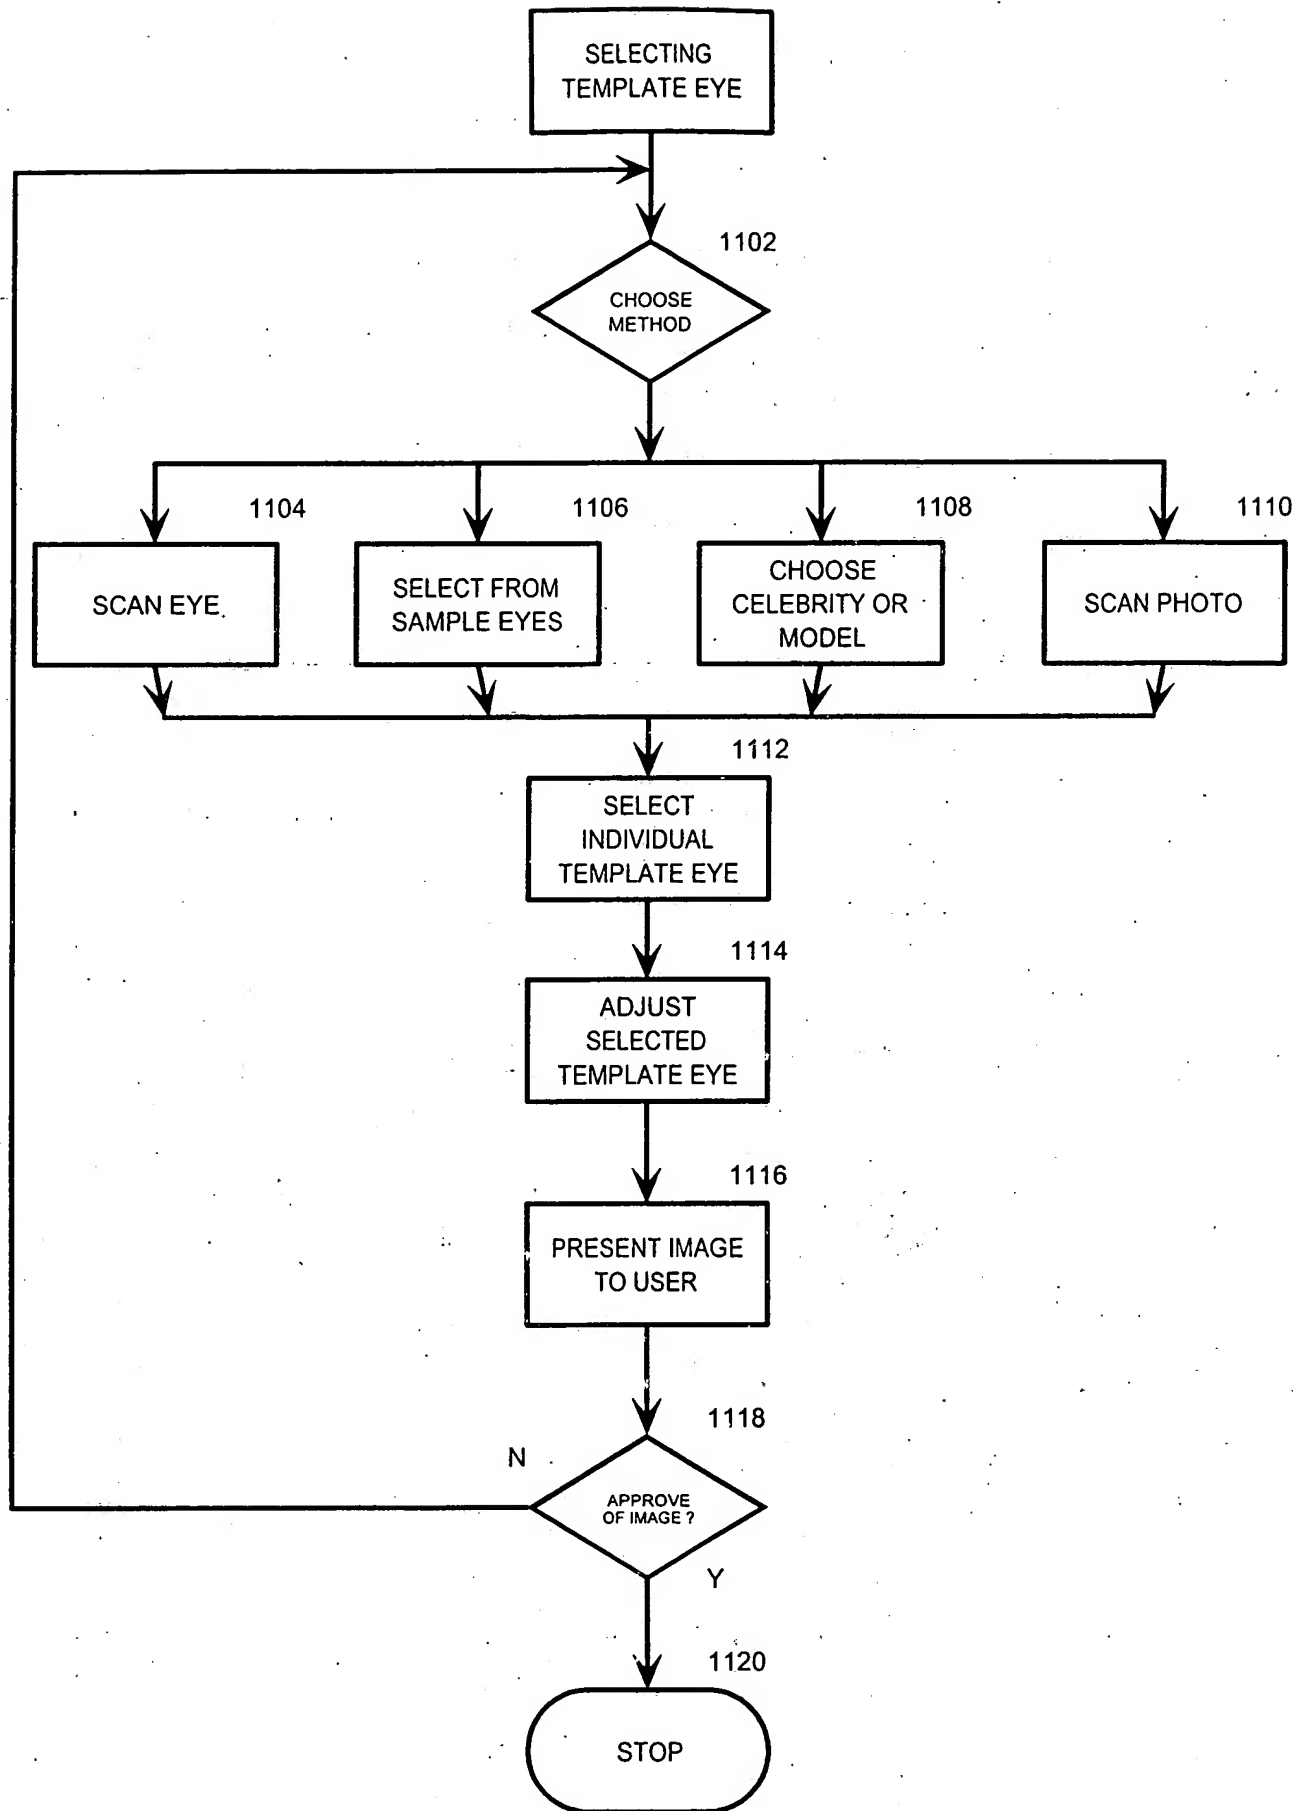 SELECTING
TEMPLATE EYE
1102
CHOOSE
METHOD
1104
1106
1108
1110
SCAN EYE
SELECT FROM
SAMPLE EYES
CHOOSE
CELEBRITY OR
MODEL
SCAN PHOTO
1112
SELECT
INDIVIDUAL
TEMPLATE EYE
1114
ADJUST
SELECTED
TEMPLATE EYE
1116
PRESENT IMAGE
TO USER
1118
N
APPROVE
OF IMAGE ?
Y
1120
STOP